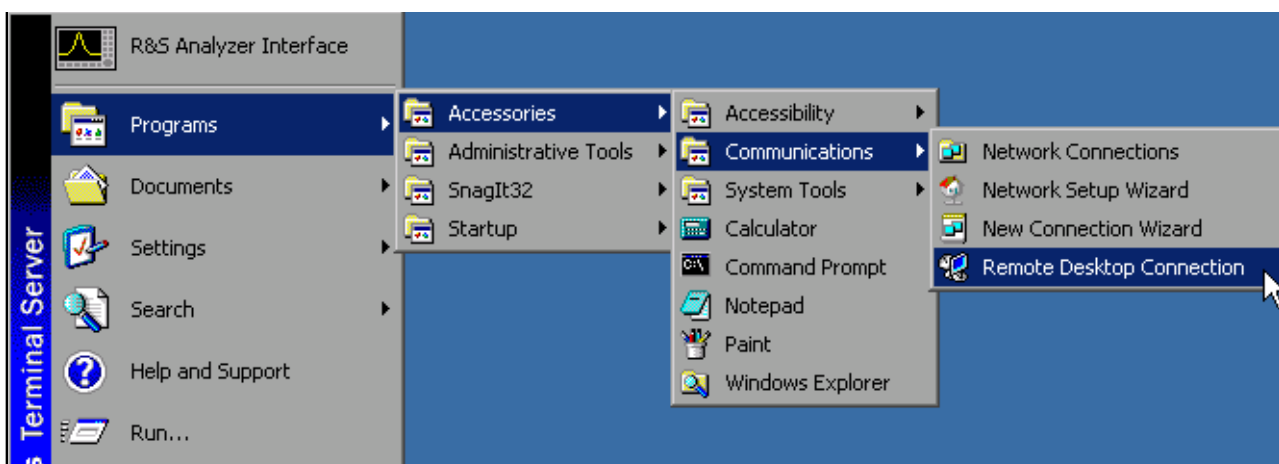 R&S Analyzer Interface
Programs
Documents
Settings
Search
Help and Support
Run...
Terminal Server
Accessories
Administrative Tools
SnagIt32
Startup
Accessibility
Communications
System Tools
Calculator
Command Prompt
Notepad
Paint
Windows Explorer
Network Connections
Network Setup Wizard
New Connection Wizard
Remote Desktop Connection